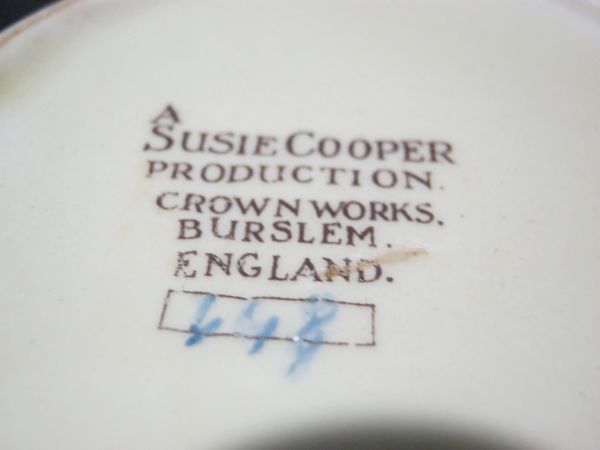 A
SUSIE COOPER
PRODUCTION.
CROWN WORKS.
BURSLEM.
ENGLAND.